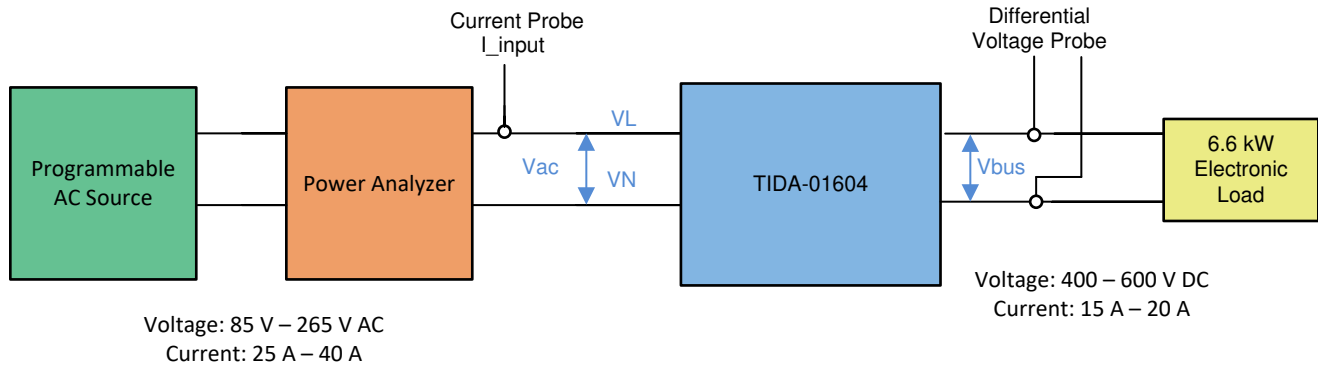 Current Probe
I_input
Differential
Voltage Probe
Programmable
AC Source
Power Analyzer
VL
Vac
VN
TIDA-01604
Vbus
6.6 kW
Electronic
Load
Voltage: 85 V – 265 V AC
Current: 25 A – 40 A
Voltage: 400 – 600 V DC
Current: 15 A – 20 A